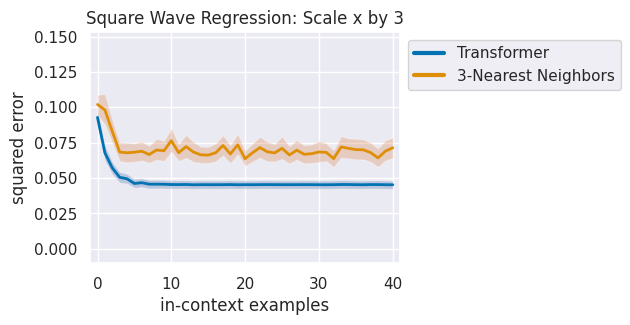 Square Wave Regression: Scale x by 3
0.150
0.125
0.100
0.075
0.050
0.025
0.000
squared error
0
10
20
30
40
in-context examples
Transformer
3-Nearest Neighbors